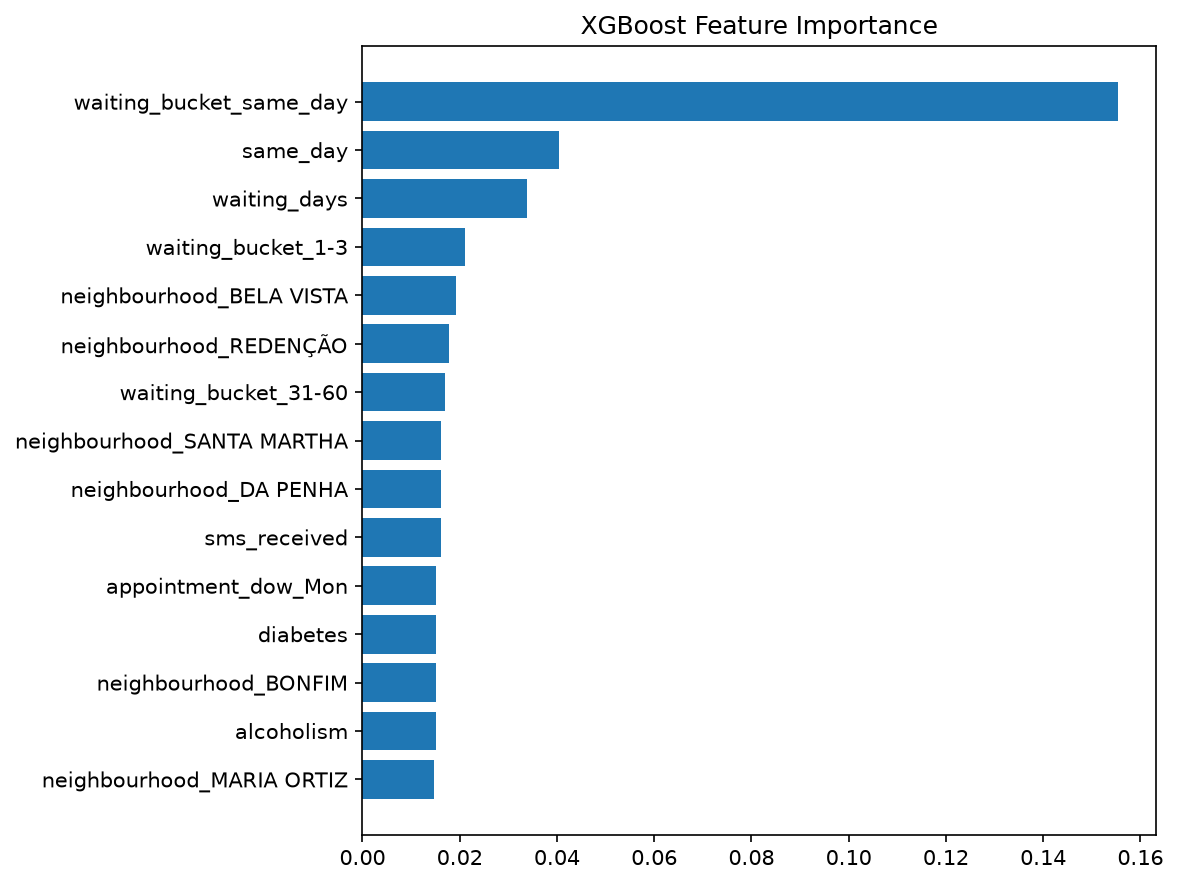 XGBoost Feature Importance
waiting_bucket_same_day
same_day
waiting_days
waiting_bucket_1-3
neighbourhood_BELA VISTA
neighbourhood_REDENÇÃO
waiting_bucket_31-60
neighbourhood_SANTA MARTHA
neighbourhood_DA PENHA
sms_received
appointment_dow_Mon
diabetes
neighbourhood_BONFIM
alcoholism
neighbourhood_MARIA ORTIZ
0.00 0.02 0.04 0.06 0.08 0.10 0.12 0.14 0.16